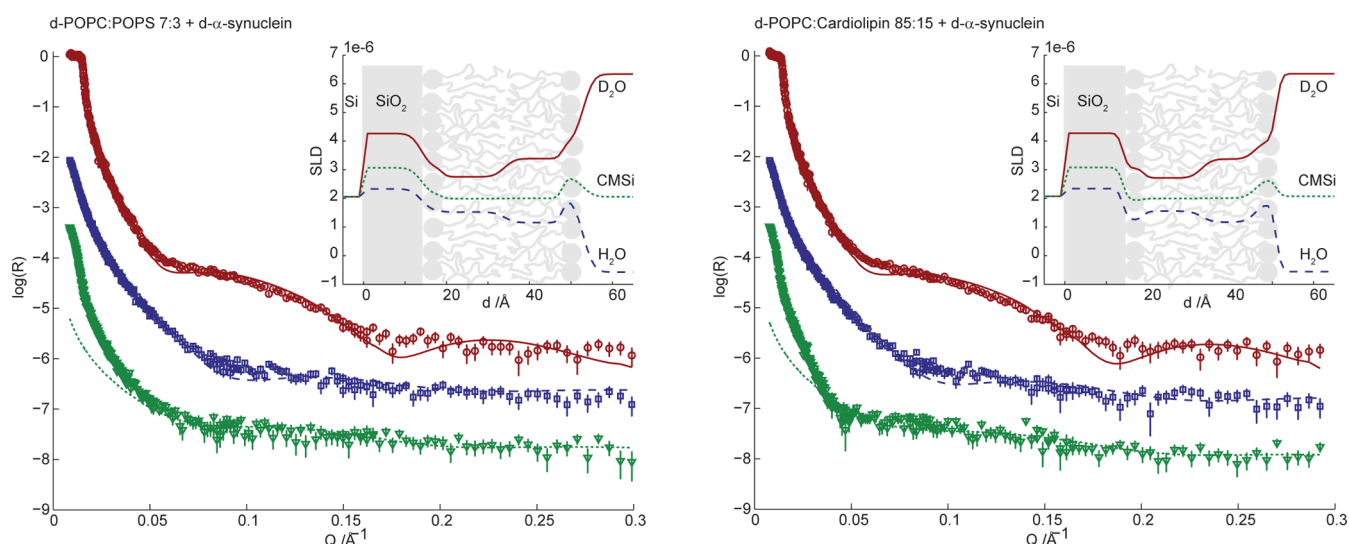 d-POPC:POPS 7:3 + d-α-synuclein
7 1e-6
6
5
4
3
2
1
0
−1
SLD
Si
SiO2
D2O
CMSi
H2O
0
20
40
60
d /Å
0
−1
−2
−3
−4
−5
−6
−7
−8
−9
log(R)
0
0.05
0.1
0.15
0.2
0.25
0.3
Q /Å−1
d-POPC:Cardiolipin 85:15 + d-α-synuclein
7 1e-6
6
5
4
3
2
1
0
−1
SLD
Si
SiO2
D2O
CMSi
H2O
0
20
40
60
d /Å
0
−1
−2
−3
−4
−5
−6
−7
−8
−9
log(R)
0
0.05
0.1
0.15
0.2
0.25
0.3
Q /Å−1